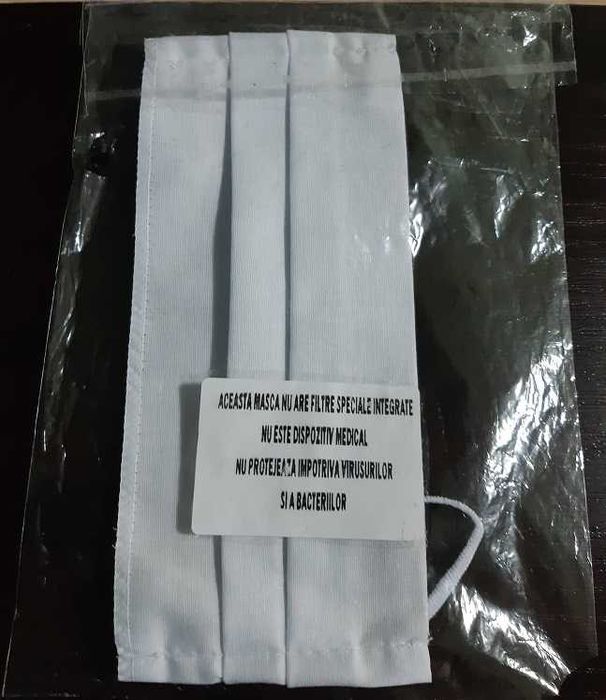 ACEASTA MASCA NU ARE FILTRE SPECIALE INTEGRATE
NU ESTE DISPOZITIV MEDICAL
NU PROTEJEAZA IMPOTRIVA VIRUSURILOR
SI A BACTERIILOR